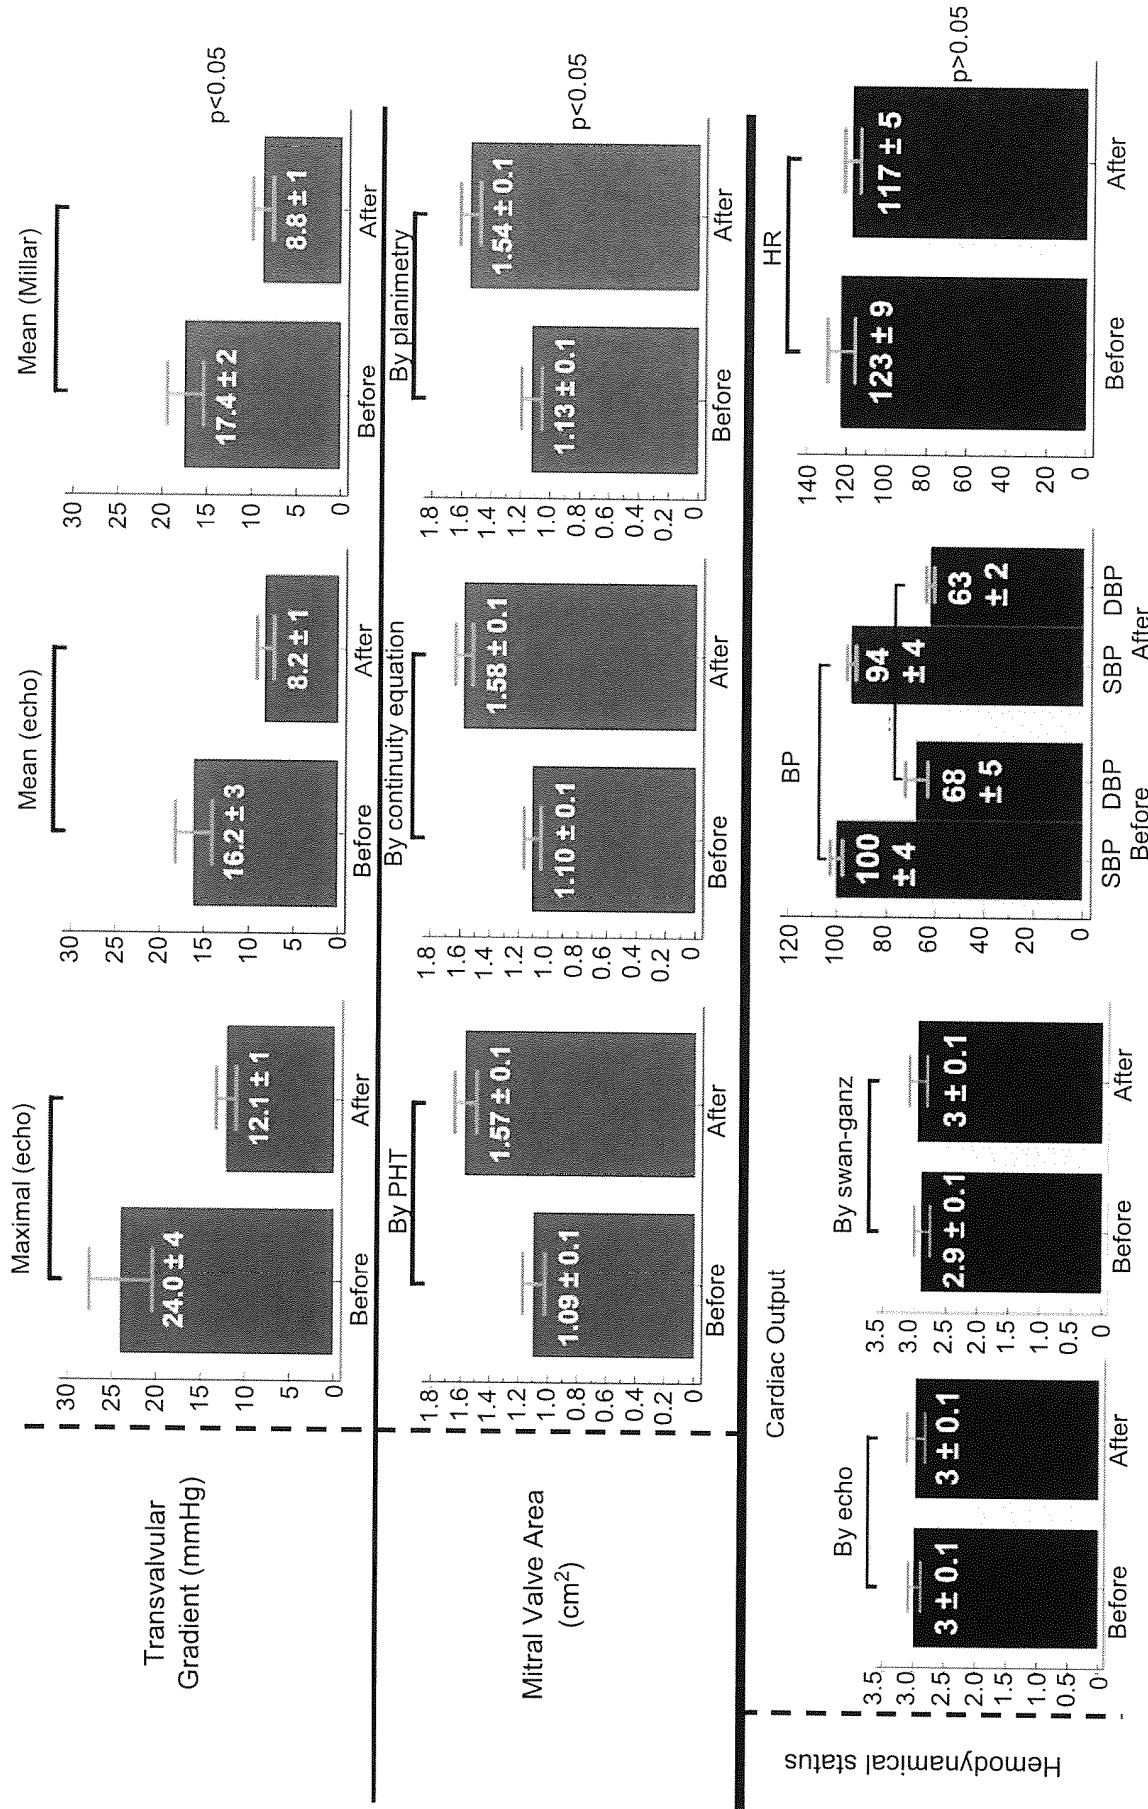 Transvalvular
Gradient (mmHg)
Maximal (echo)
30
25
20
15
10
5
0
24.0 ± 4
12.1 ± 1
Before
After
Mean (echo)
30
25
20
15
10
5
0
16.2 ± 3
8.2 ± 1
Before
After
Mean (Millar)
30
25
20
15
10
5
0
17.4 ± 2
8.8 ± 1
Before
After
p<0.05
Mitral Valve Area
(cm²)
By PHT
1.8
1.6
1.4
1.2
1.0
0.8
0.6
0.4
0.2
0
1.09 ± 0.1
1.57 ± 0.1
Before
After
By continuity equation
1.8
1.6
1.4
1.2
1.0
0.8
0.6
0.4
0.2
0
1.10 ± 0.1
1.58 ± 0.1
Before
After
By planimetry
1.8
1.6
1.4
1.2
1.0
0.8
0.6
0.4
0.2
0
1.13 ± 0.1
1.54 ± 0.1
Before
After
p<0.05
Hemodynamical status
Cardiac Output
By echo
3.5
3.0
2.5
2.0
1.5
1.0
0.5
0
3 ± 0.1
3 ± 0.1
Before
After
By swan-ganz
3.5
3.0
2.5
2.0
1.5
1.0
0.5
0
2.9 ± 0.1
3 ± 0.1
Before
After
BP
120
100
80
60
40
20
0
100
± 4
68
± 5
94
± 4
63
± 2
SBP DBP SBP DBP
Before After
HR
140
120
100
80
60
40
20
0
123 ± 9
117 ± 5
Before
After
p>0.05